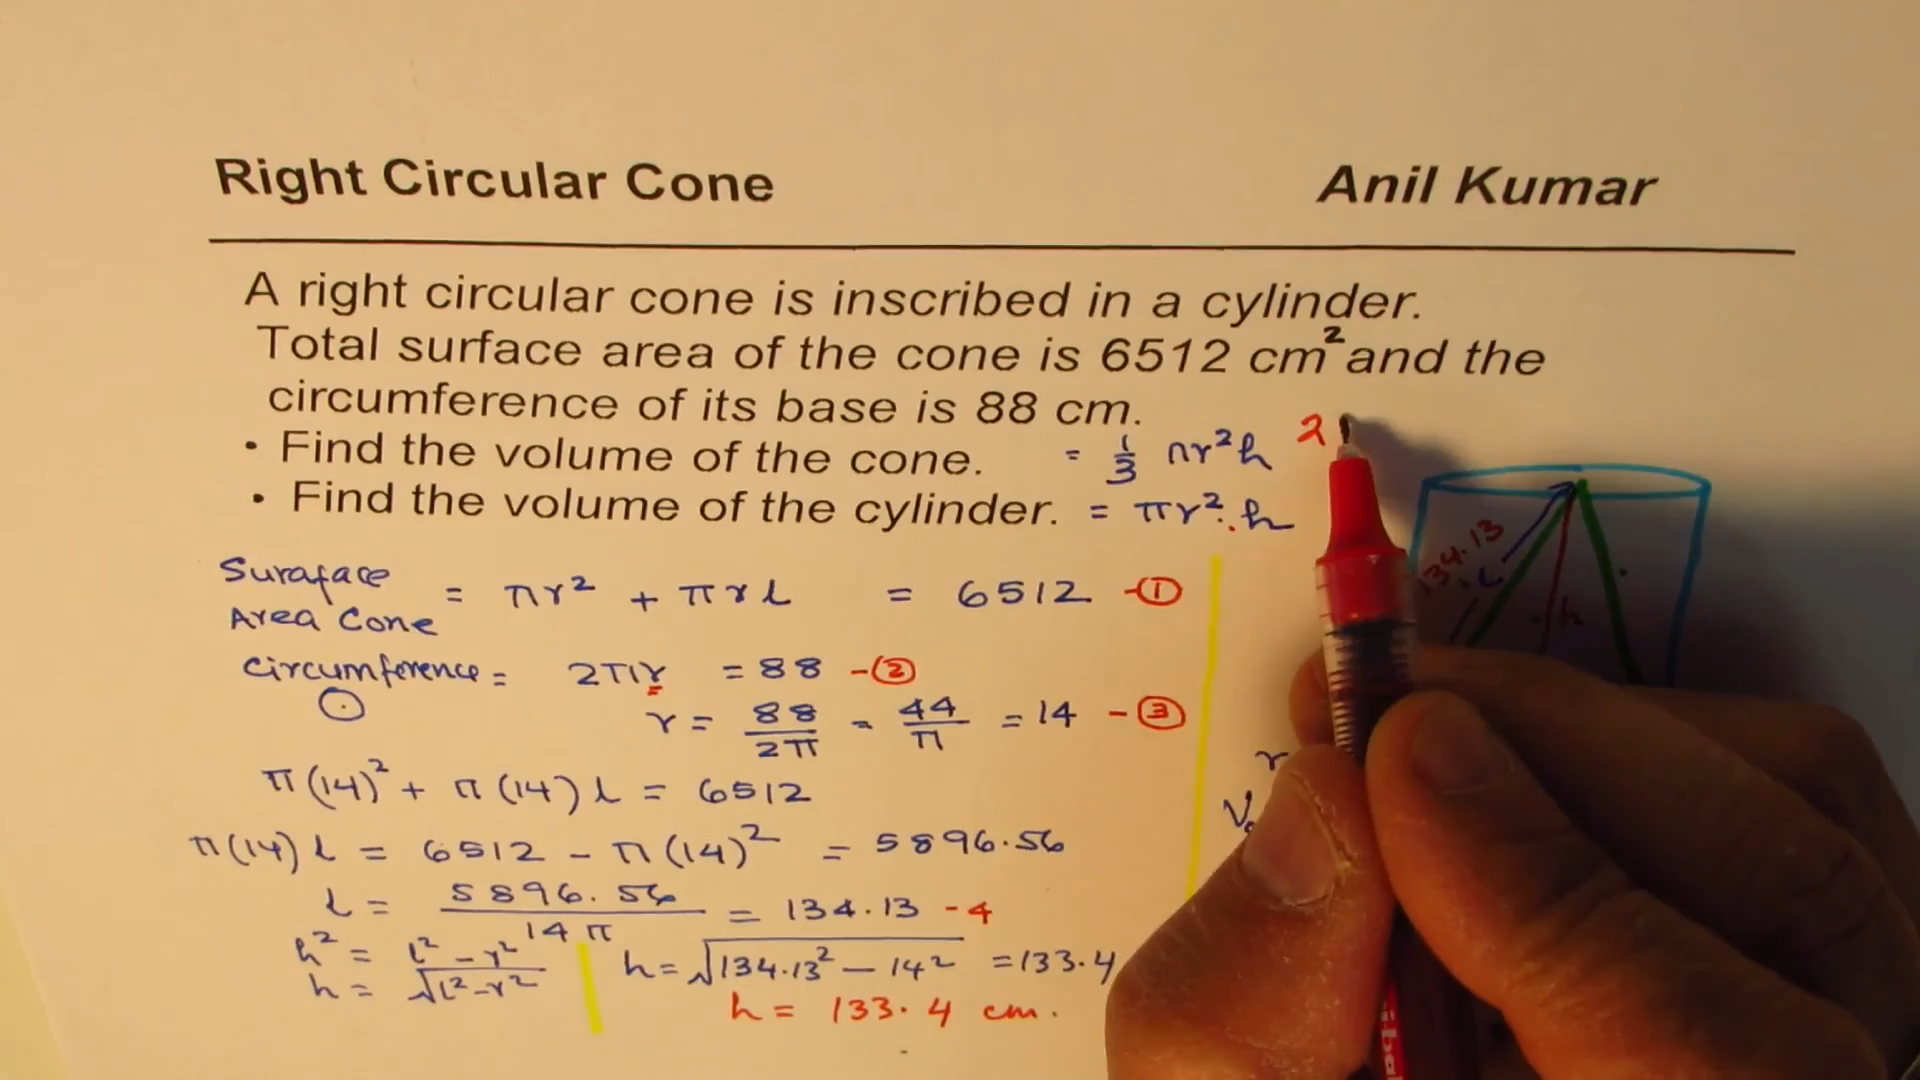 Right Circular Cone Anil Kumar
A right circular cone is inscribed in a cylinder.
Total surface area of the cone is 6512 cm² and the
circumference of its base is 88 cm.
• Find the volume of the cone. = 1/3 πr²h 2
• Find the volume of the cylinder. = πr².h
Suraface
Area Cone = πr² + πrl = 6512 -①
Circumference = 2πr = 88 -②
r = 88/2π = 44/π = 14 -③
π(14)² + π(14)l = 6512
π(14)l = 6512 - π(14)² = 5896.56
l = 5896.56/14π = 134.13 -4
h² = l² - r²
h = √l²-r²
h = √134.13² - 14² = 133.4
h = 133.4 cm.
134.13
L
h
r